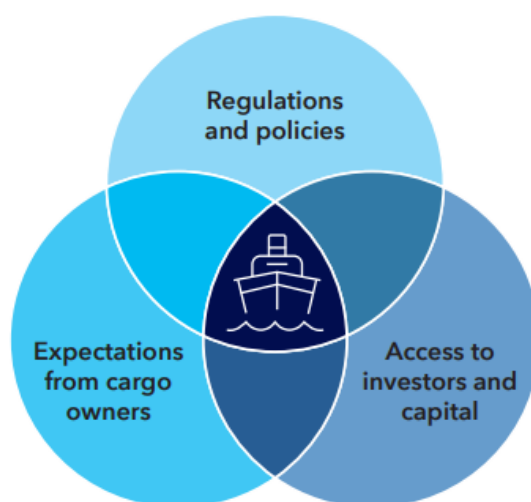 Regulations
and policies
Expectations
from cargo
owners
Access to
investors and
capital